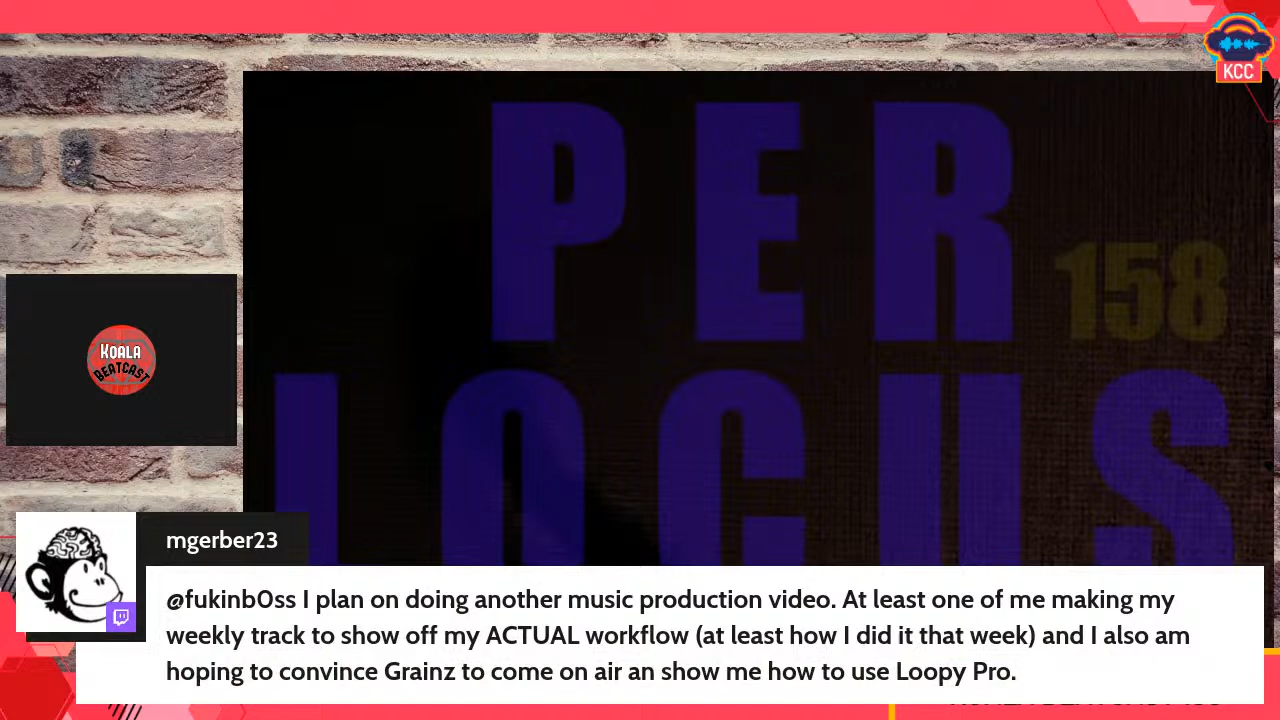 KCC
PER
158
LOCUS
KOALA
BEATCAST
mgerber23
@fukinb0ss I plan on doing another music production video. At least one of me making my
weekly track to show off my ACTUAL workflow (at least how I did it that week) and I also am
hoping to convince Grainz to come on air an show me how to use Loopy Pro.